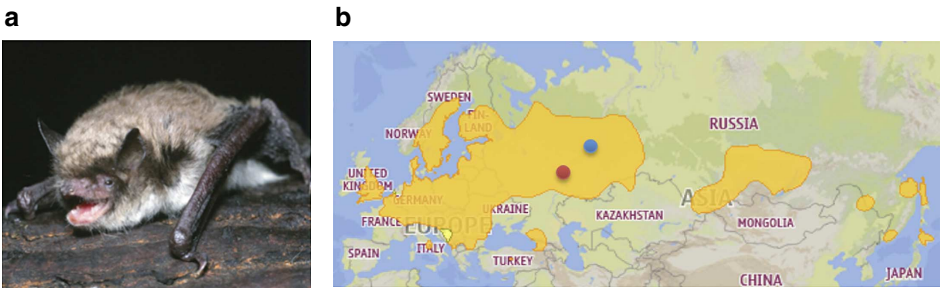 a
b
SWEDEN
FIN-
LAND
NORWAY
RUSSIA
UNITED
KINGDOM
GERMANY
ASIA
UKRAINE
KAZAKHSTAN
FRANCE
EUROPE
MONGOLIA
ITALY
SPAIN
TURKEY
CHINA
JAPAN